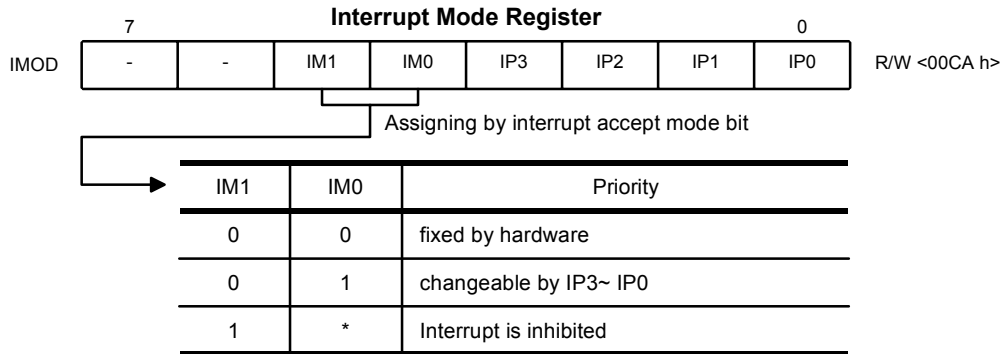 Interrupt Mode Register
7 0
IMOD - - IM1 IM0 IP3 IP2 IP1 IP0 R/W <00CA h>
Assigning by interrupt accept mode bit
IM1 IM0 Priority
0 0 fixed by hardware
0 1 changeable by IP3~ IP0
1 * Interrupt is inhibited